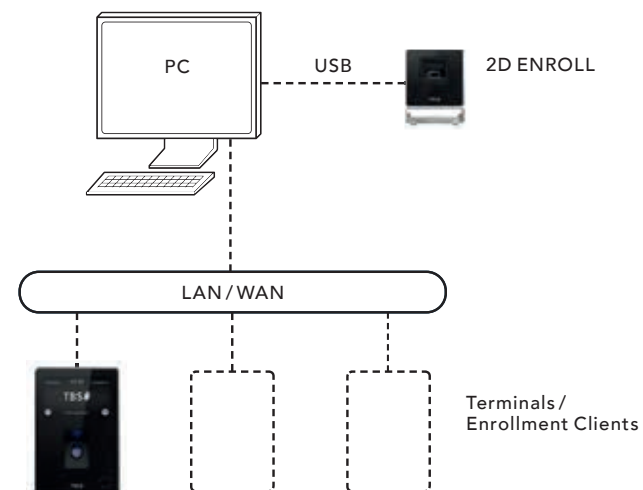 PC
USB
2D ENROLL
LAN/WAN
TBS#
Terminals/
Enrollment Clients